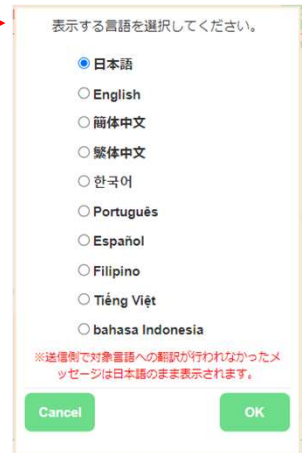 表示する言語を選択してください。
日本語
English
簡体中文
繁体中文
한국어
Português
Español
Filipino
Tiếng Việt
bahasa Indonesia
※送信側で対象言語への翻訳が行われなかったメ
ッセージは日本語のまま表示されます。
Cancel
OK